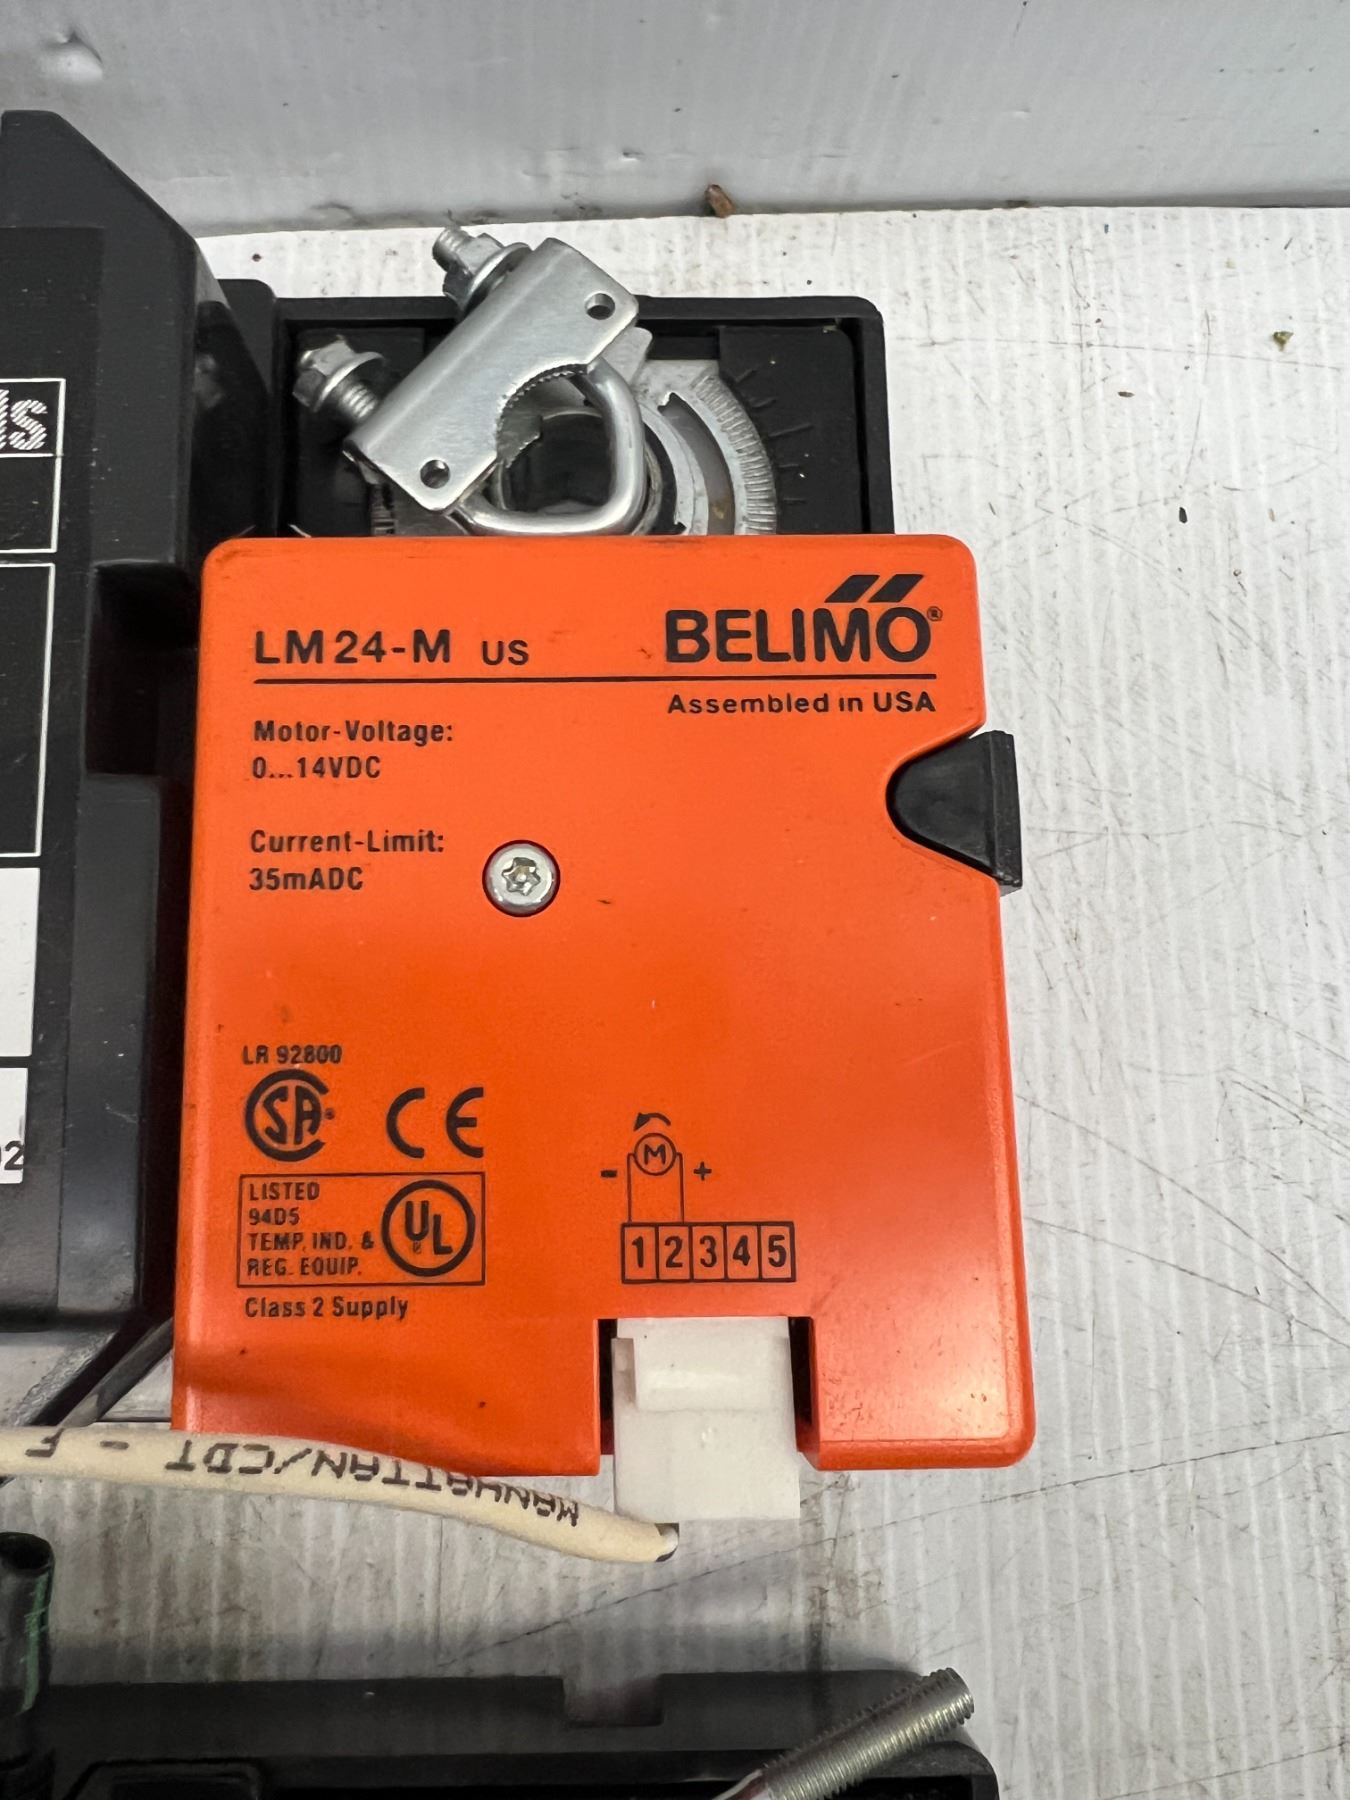 LM24-M US
BELIMO®
Assembled in USA
Motor-Voltage:
0...14VDC
Current-Limit:
35mADC
LR 92800
SA®
CE
LISTED
94D5
TEMP. IND. &
REG. EQUIP.
UL
®
Class 2 Supply
M
- +
1 2 3 4 5
MANHATTAN/CDT - F